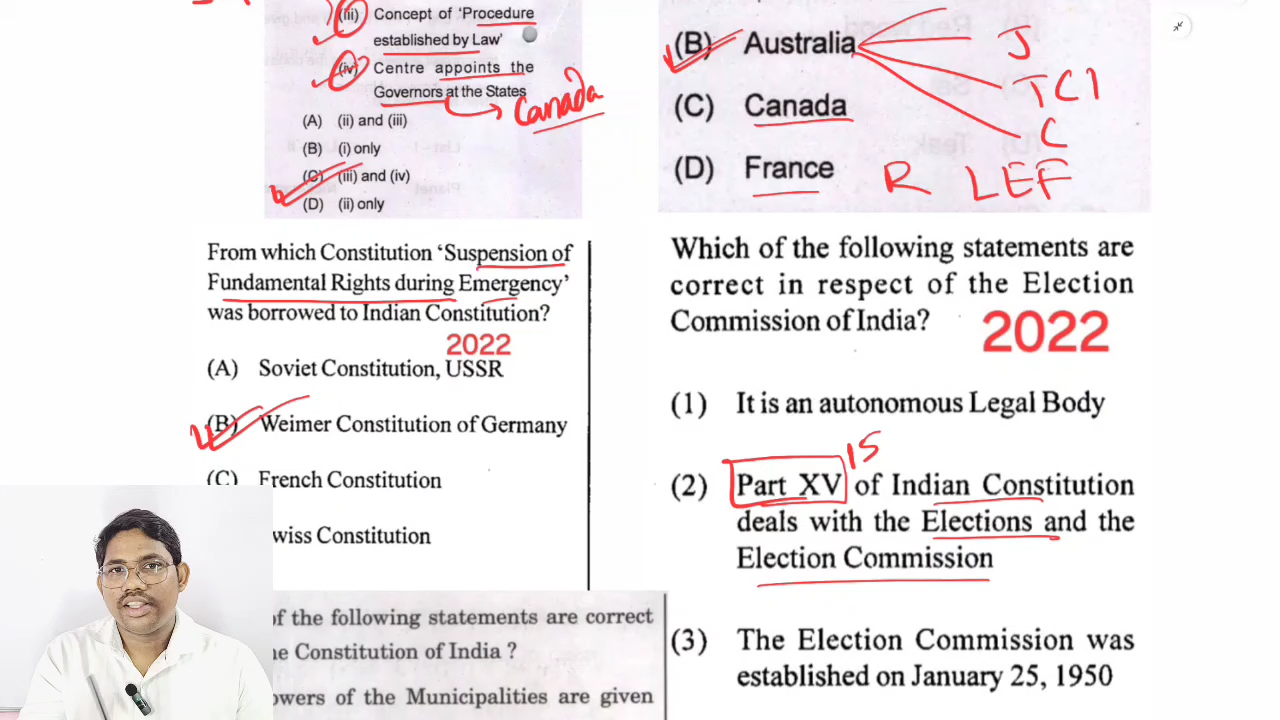 (iii) Concept of 'Procedure
established by Law'
(iv) Centre appoints the
Governors at the States
Canada
(A) (ii) and (iii)
(B) (i) only
(C) (iii) and (iv)
(D) (ii) only
(B) Australia
J
TCI
C
(C) Canada
(D) France
R LEF
From which Constitution 'Suspension of
Fundamental Rights during Emergency'
was borrowed to Indian Constitution?
2022
(A) Soviet Constitution, USSR
(B) Weimer Constitution of Germany
(C) French Constitution
wiss Constitution
of the following statements are correct
e Constitution of India ?
owers of the Municipalities are given
Which of the following statements are
correct in respect of the Election
Commission of India?
2022
(1) It is an autonomous Legal Body
15
(2) Part XV of Indian Constitution
deals with the Elections and the
Election Commission
(3) The Election Commission was
established on January 25, 1950